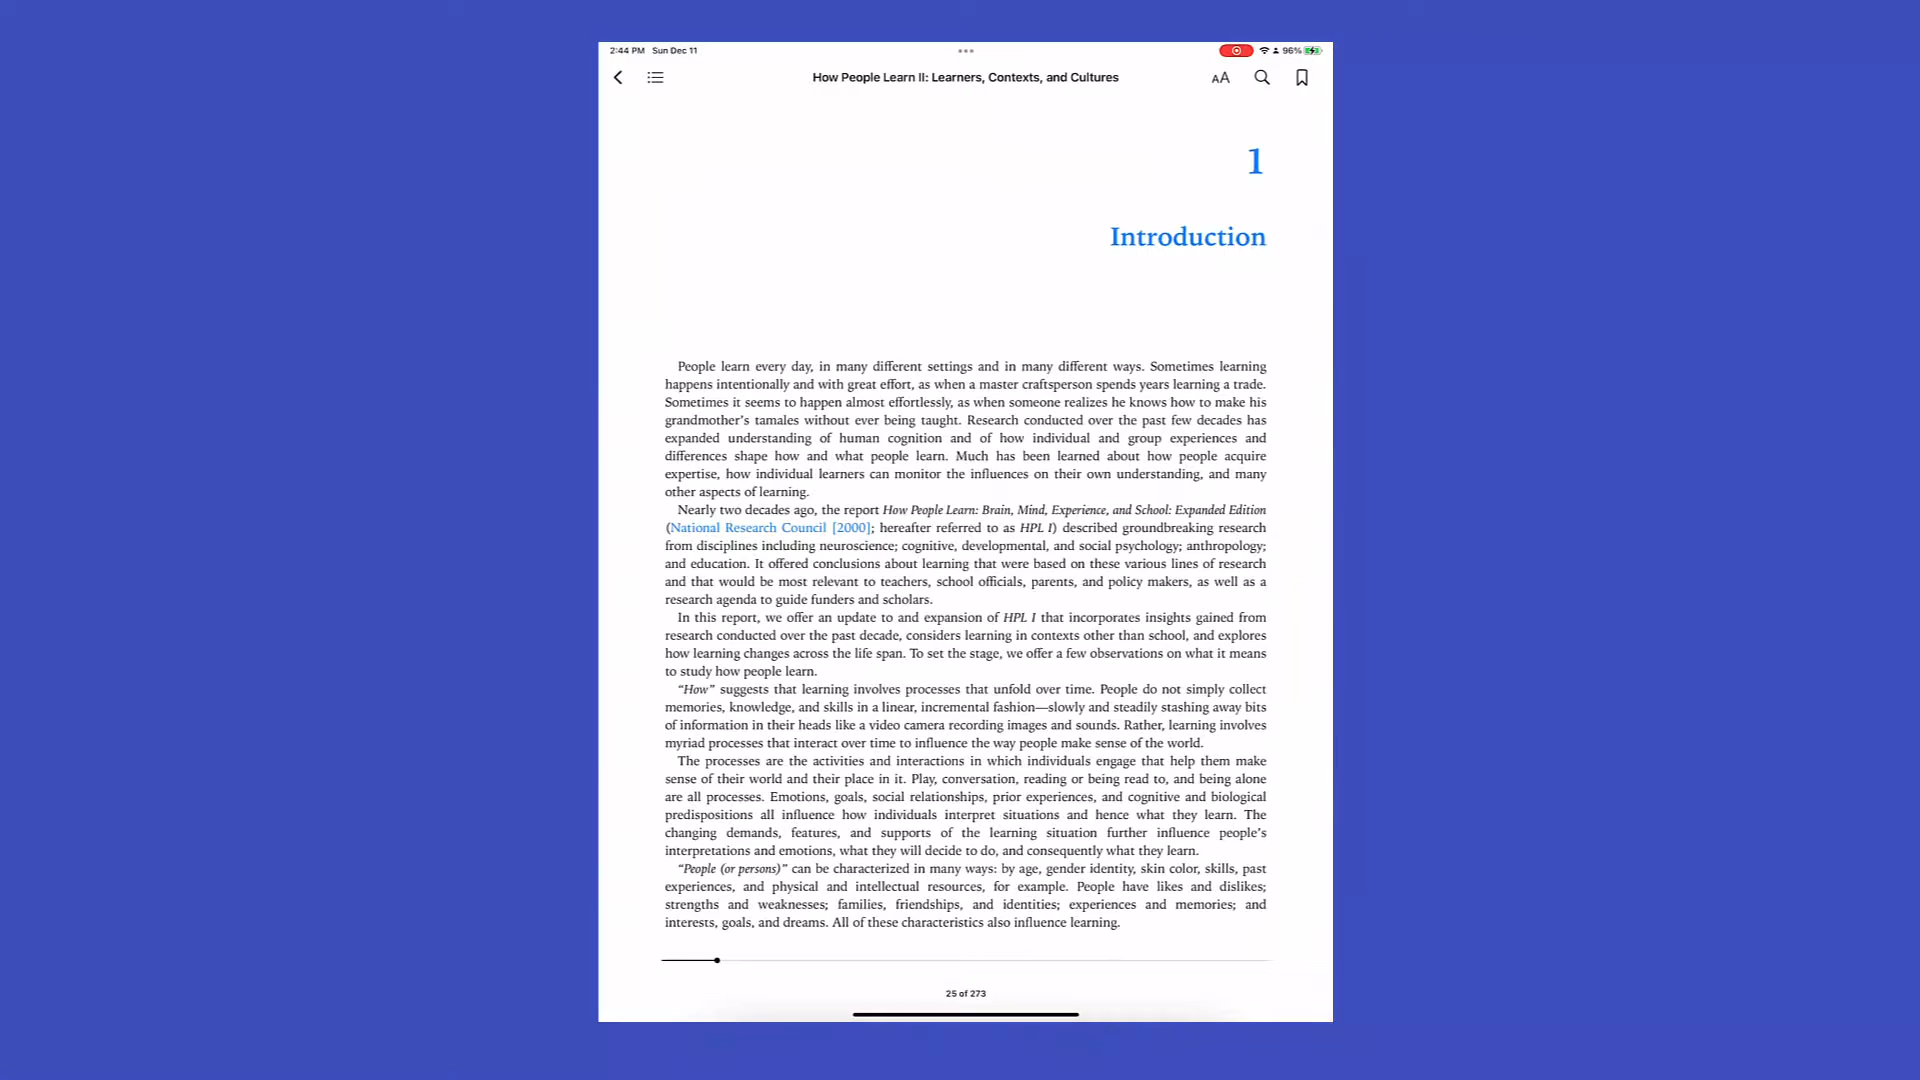 2:44 PM Sun Dec 11
96%
How People Learn II: Learners, Contexts, and Cultures
AA
1
Introduction
People learn every day, in many different settings and in many different ways. Sometimes learning
happens intentionally and with great effort, as when a master craftsperson spends years learning a trade.
Sometimes it seems to happen almost effortlessly, as when someone realizes he knows how to make his
grandmother’s tamales without ever being taught. Research conducted over the past few decades has
expanded understanding of human cognition and of how individual and group experiences and
differences shape how and what people learn. Much has been learned about how people acquire
expertise, how individual learners can monitor the influences on their own understanding, and many
other aspects of learning.
Nearly two decades ago, the report How People Learn: Brain, Mind, Experience, and School: Expanded Edition
(National Research Council [2000]; hereafter referred to as HPL I) described groundbreaking research
from disciplines including neuroscience; cognitive, developmental, and social psychology; anthropology;
and education. It offered conclusions about learning that were based on these various lines of research
and that would be most relevant to teachers, school officials, parents, and policy makers, as well as a
research agenda to guide funders and scholars.
In this report, we offer an update to and expansion of HPL I that incorporates insights gained from
research conducted over the past decade, considers learning in contexts other than school, and explores
how learning changes across the life span. To set the stage, we offer a few observations on what it means
to study how people learn.
“How” suggests that learning involves processes that unfold over time. People do not simply collect
memories, knowledge, and skills in a linear, incremental fashion—slowly and steadily stashing away bits
of information in their heads like a video camera recording images and sounds. Rather, learning involves
myriad processes that interact over time to influence the way people make sense of the world.
The processes are the activities and interactions in which individuals engage that help them make
sense of their world and their place in it. Play, conversation, reading or being read to, and being alone
are all processes. Emotions, goals, social relationships, prior experiences, and cognitive and biological
predispositions all influence how individuals interpret situations and hence what they learn. The
changing demands, features, and supports of the learning situation further influence people’s
interpretations and emotions, what they will decide to do, and consequently what they learn.
“People (or persons)” can be characterized in many ways: by age, gender identity, skin color, skills, past
experiences, and physical and intellectual resources, for example. People have likes and dislikes;
strengths and weaknesses; families, friendships, and identities; experiences and memories; and
interests, goals, and dreams. All of these characteristics also influence learning.
25 of 273